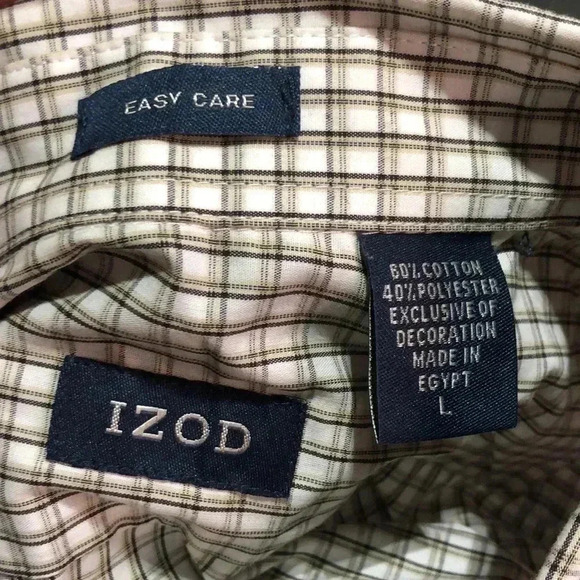 EASY CARE
60% COTTON
40% POLYESTER
EXCLUSIVE OF
DECORATION
MADE IN
EGYPT
L
IZOD